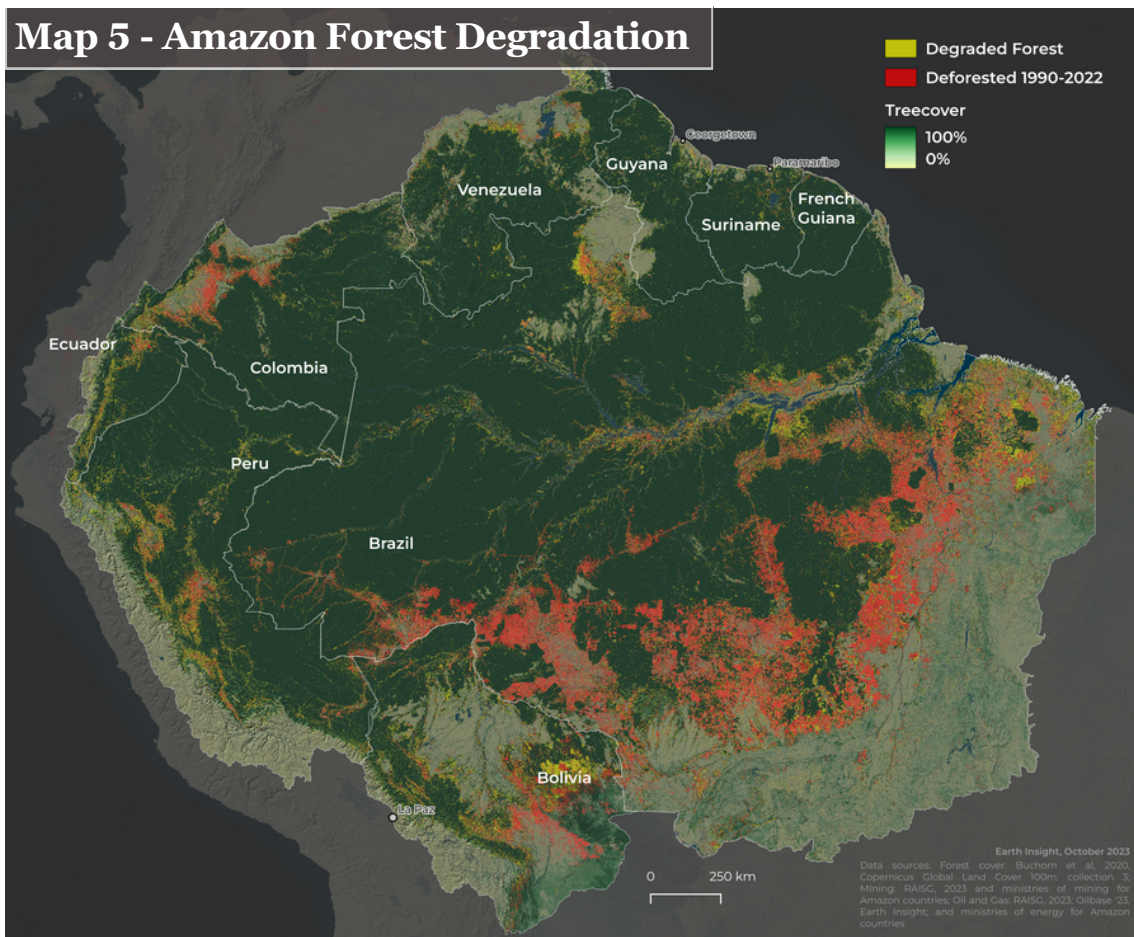 Map 5 - Amazon Forest Degradation
Degraded Forest
Deforested 1990-2022
Treecover
100%
0%
Georgetown
Guyana
Paramaribo
Venezuela
French
Guiana
Suriname
Ecuador
Colombia
Peru
Brazil
Bolivia
La Paz
0 250 km
Earth Insight, October 2023
Data sources: Forest cover: Buchorn et al, 2020,
Copernicus Global Land Cover 100m: collection 3;
Mining: RAISG, 2023 and ministries of mining for
Amazon countries; Oil and Gas: RAISG, 2023; Oilbase '23,
Earth Insight; and ministries of energy for Amazon
countries